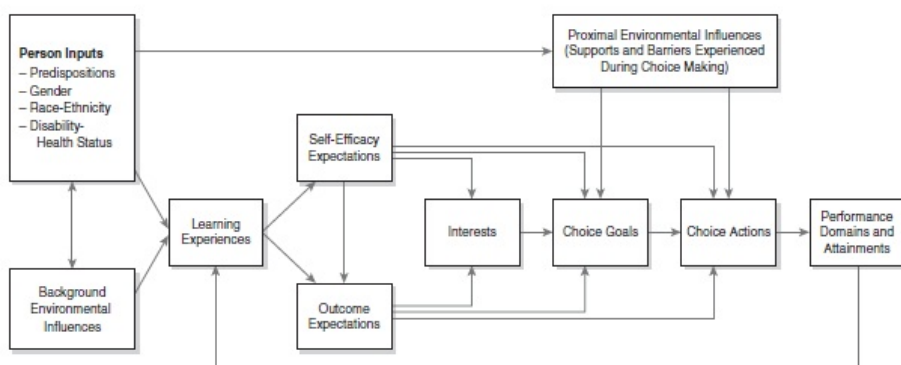 Person Inputs
– Predispositions
– Gender
– Race-Ethnicity
– Disability-
Health Status
Proximal Environmental Influences
(Supports and Barriers Experienced
During Choice Making)
Self-Efficacy
Expectations
Learning
Experiences
Interests
Choice Goals
Choice Actions
Performance
Domains and
Attainments
Background
Environmental
Influences
Outcome
Expectations